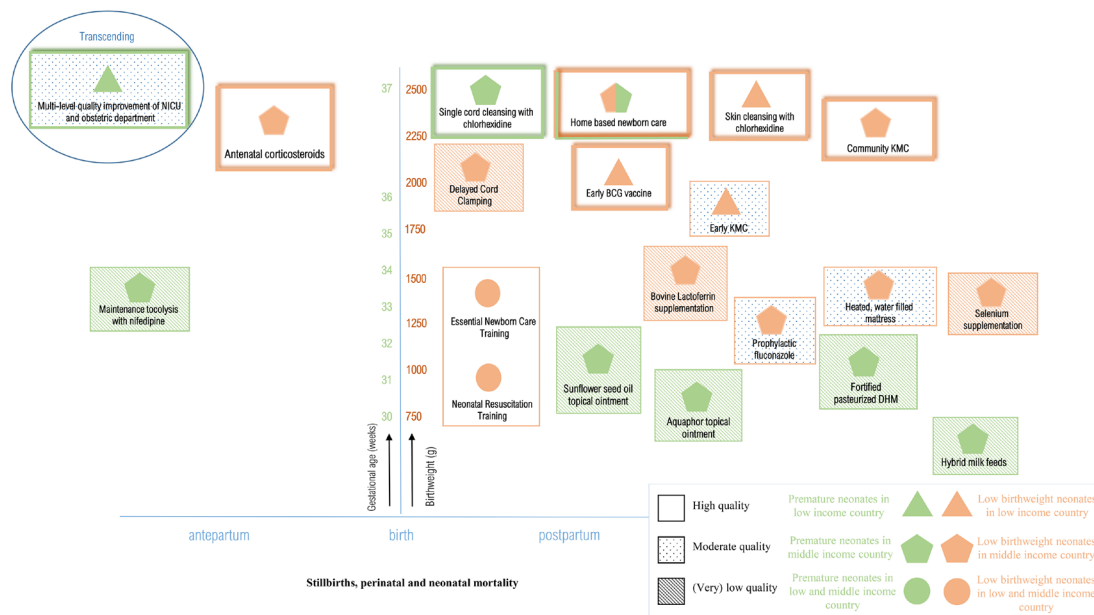 Transcending
Multi-level quality improvement of NICU
and obstetric department
Antenatal corticosteroids
Maintenance tocolysis
with nifedipine
37
36
35
34
33
32
31
30
Gestational age (weeks)
2500
2250
2000
1750
1500
1250
1000
750
Birthweight (g)
Single cord cleansing with
chlorhexidine
Home based newborn care
Skin cleansing with
chlorhexidine
Community KMC
Delayed Cord
Clamping
Early BCG vaccine
Early KMC
Essential Newborn Care
Training
Bovine Lactoferrin
supplementation
Prophylactic
fluconazole
Heated, water filled
mattress
Selenium
supplementation
Neonatal Resuscitation
Training
Sunflower seed oil
topical ointment
Aquaphor topical
ointment
Fortified
pasteurized DHM
Hybrid milk feeds
antepartum
birth
postpartum
Stillbirths, perinatal and neonatal mortality
High quality
Moderate quality
(Very) low quality
Premature neonates in
low income country
Low birthweight neonates
in low income country
Premature neonates in
middle income country
Low birthweight neonates
in middle income country
Premature neonates in
low and middle income
country
Low birthweight neonates
in low and middle income
country